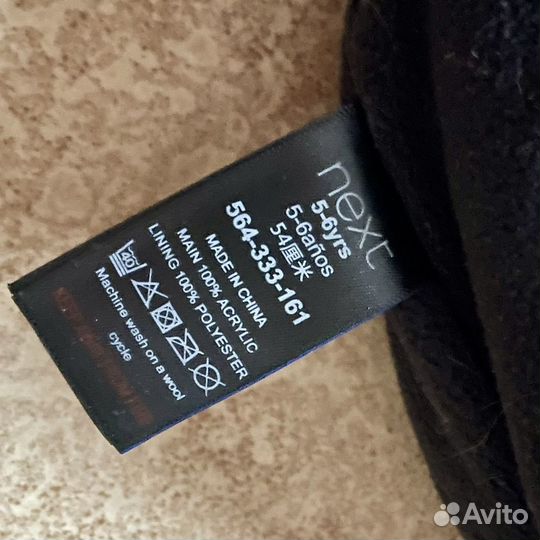 next
5-6yrs
5-6años
54厘米
564-333-161
MADE IN CHINA
MAIN 100% ACRYLIC
LINING 100% POLYESTER
40
Machine wash on a wool
cycle
Avito